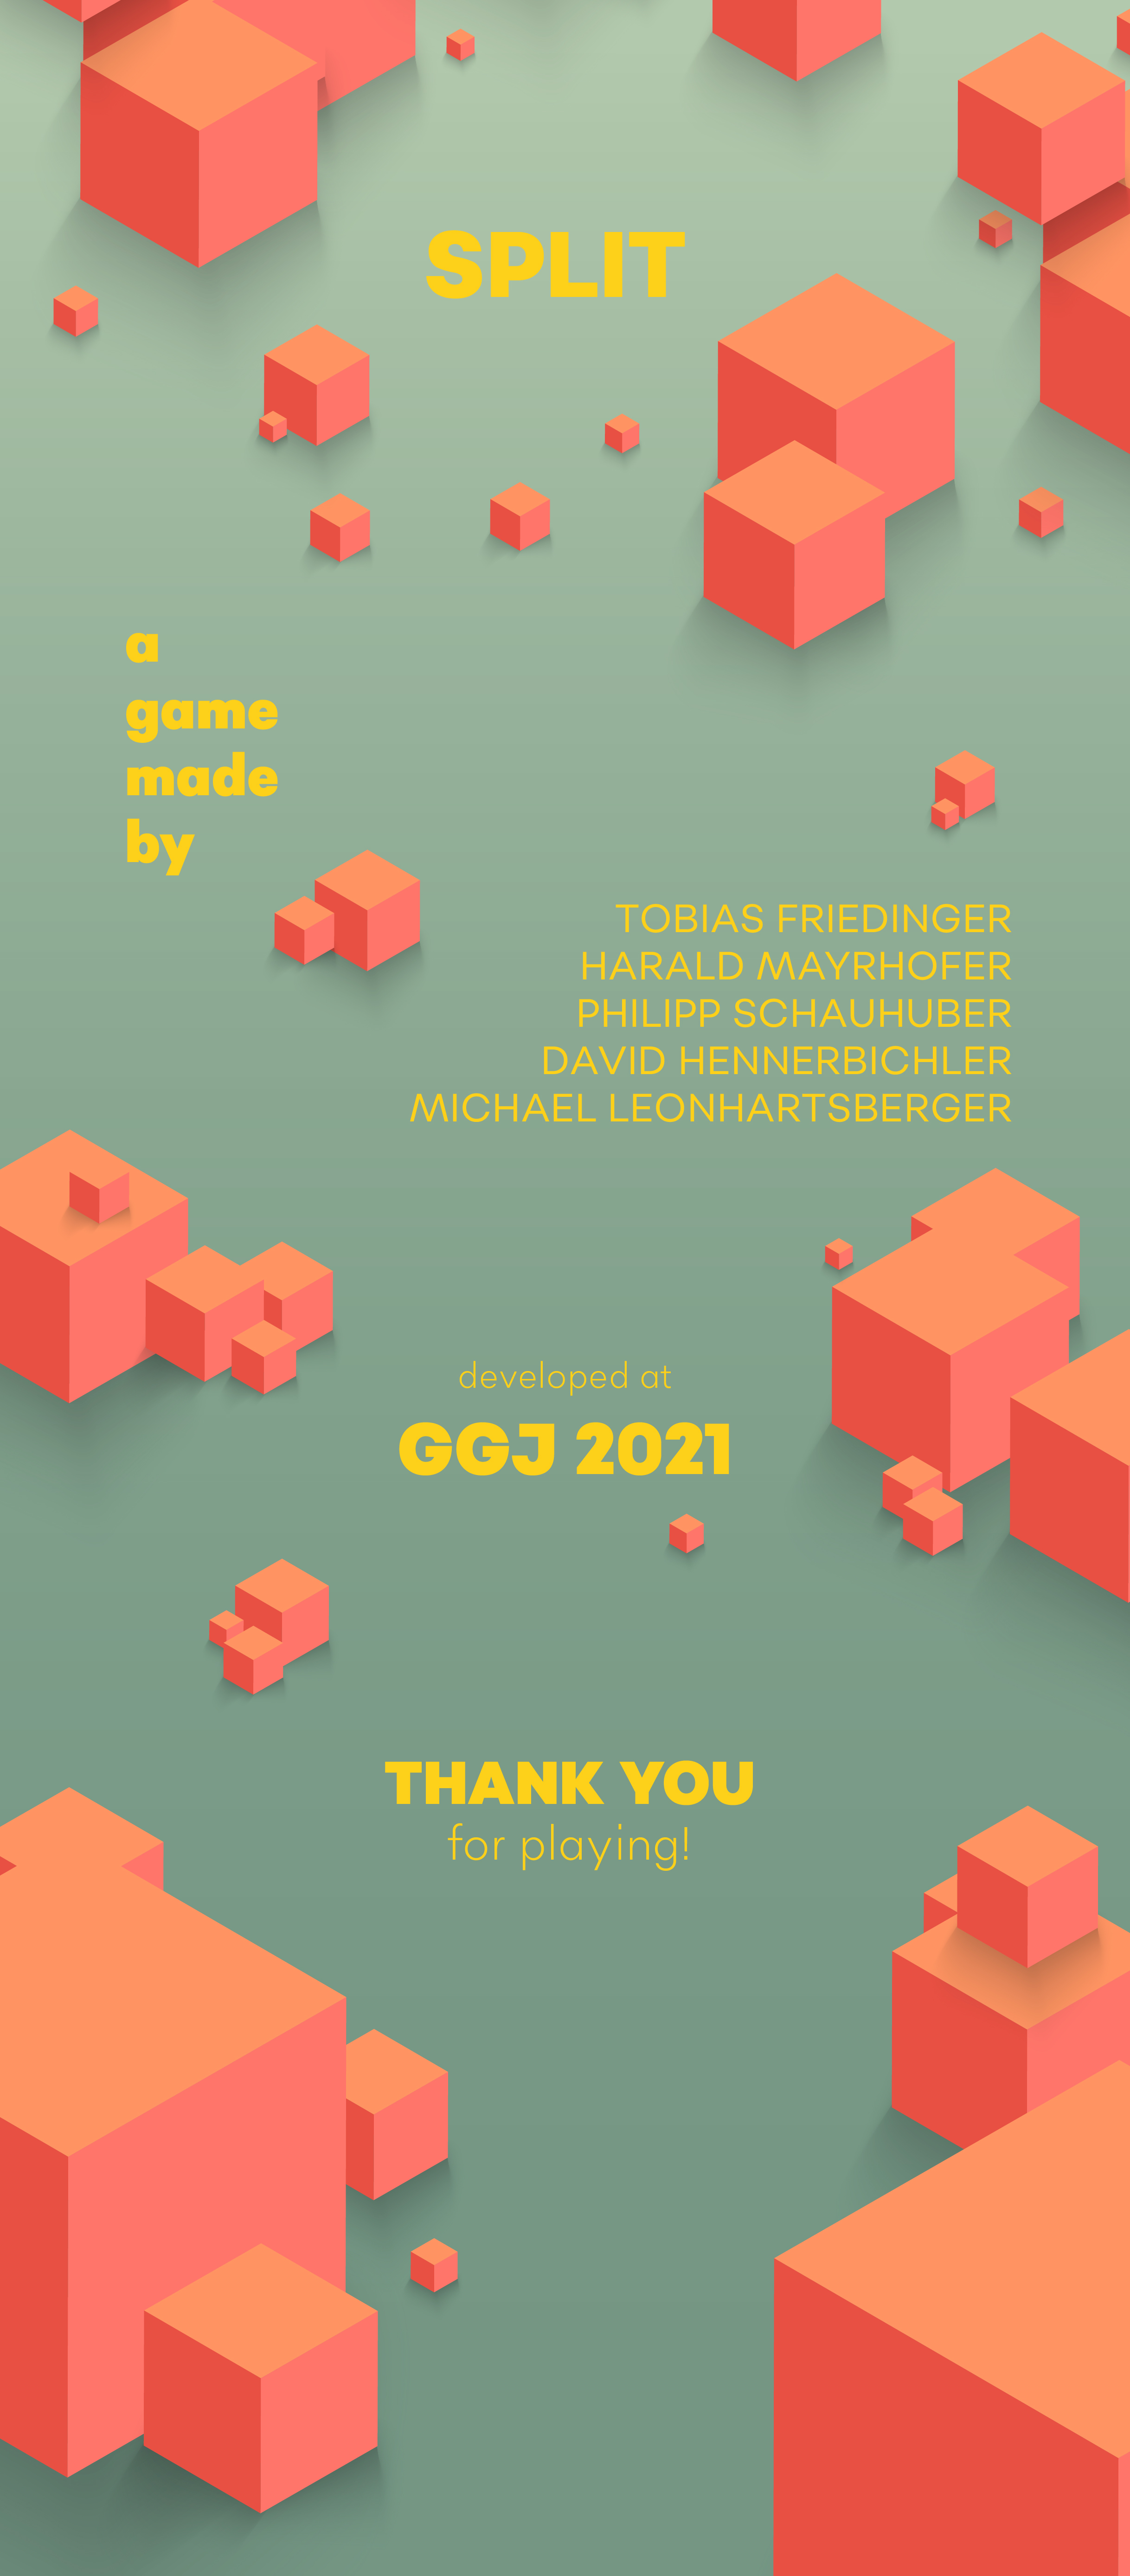 SPLIT
a
game
made
by
TOBIAS FRIEDINGER
HARALD MAYRHOFER
PHILIPP SCHAUHUBER
DAVID HENNERBICHLER
MICHAEL LEONHARTSBERGER
developed at
GGJ 2021
THANK YOU
for playing!